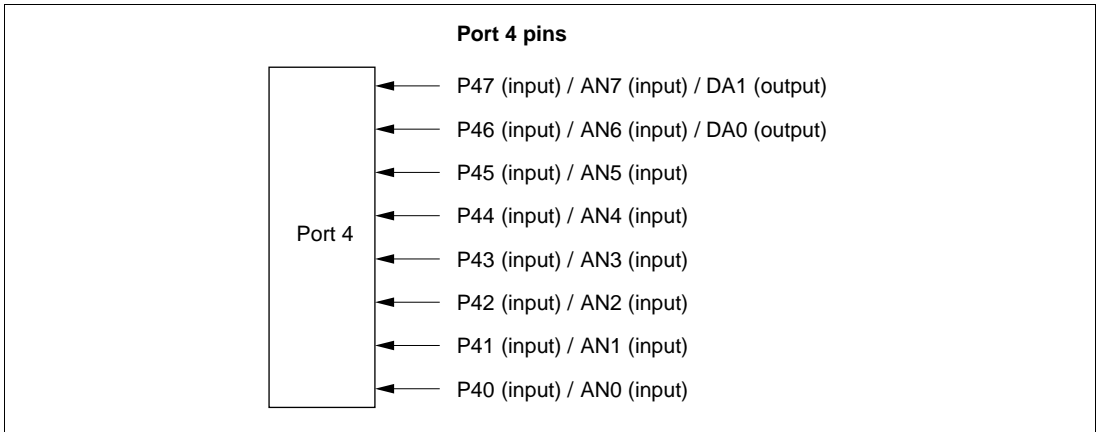 Port 4 pins
P47 (input) / AN7 (input) / DA1 (output)
P46 (input) / AN6 (input) / DA0 (output)
P45 (input) / AN5 (input)
P44 (input) / AN4 (input)
Port 4
P43 (input) / AN3 (input)
P42 (input) / AN2 (input)
P41 (input) / AN1 (input)
P40 (input) / AN0 (input)